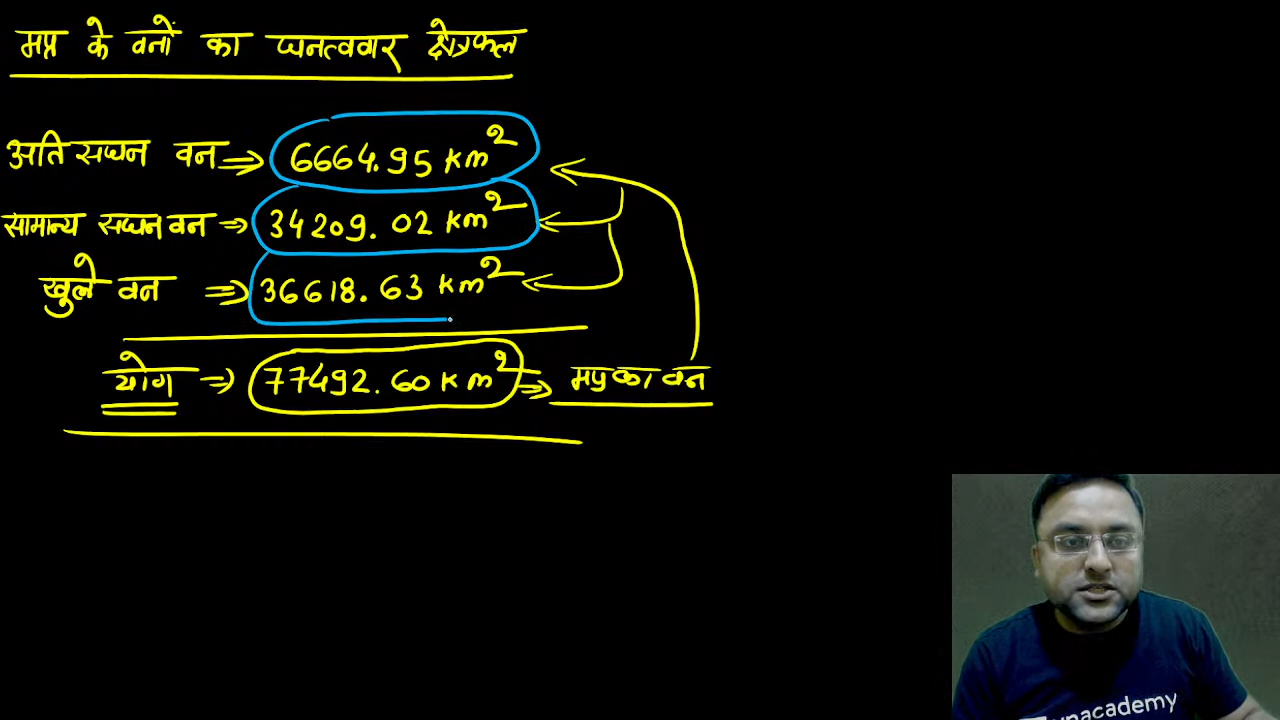 मप्र के वनों का घनत्ववार क्षेत्रफल
अति सघन वन ⇒ 6664.95 km²
सामान्य सघन वन ⇒ 34209.02 km²
खुले वन ⇒ 36618.63 km²
योग ⇒ 77492.60 km² ⇒ मप्र का वन
unacademy